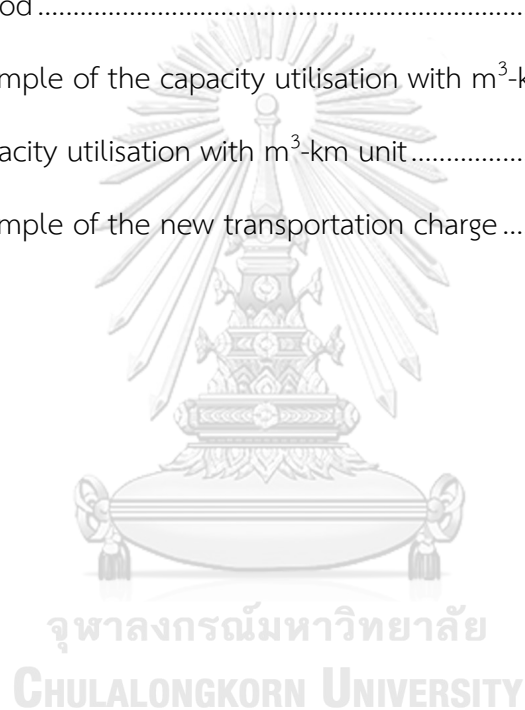 od ................................................................................
mple of the capacity utilisation with m³-k
acity utilisation with m³-km unit ..................
mple of the new transportation charge ...
จุฬาลงกรณ์มหาวิทยาลัย
CHULALONGKORN UNIVERSITY